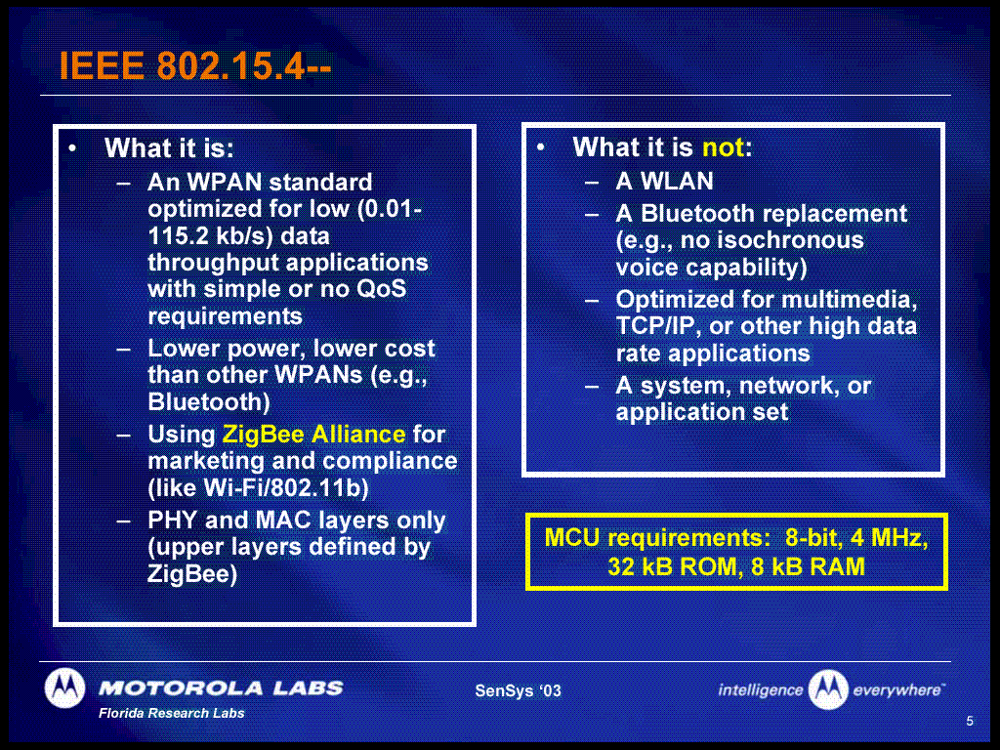 IEEE 802.15.4--
• What it is:
– An WPAN standard
optimized for low (0.01-
115.2 kb/s) data
throughput applications
with simple or no QoS
requirements
– Lower power, lower cost
than other WPANs (e.g.,
Bluetooth)
– Using ZigBee Alliance for
marketing and compliance
(like Wi-Fi/802.11b)
– PHY and MAC layers only
(upper layers defined by
ZigBee)
• What it is not:
– A WLAN
– A Bluetooth replacement
(e.g., no isochronous
voice capability)
– Optimized for multimedia,
TCP/IP, or other high data
rate applications
– A system, network, or
application set
MCU requirements: 8-bit, 4 MHz,
32 kB ROM, 8 kB RAM
MOTOROLA LABS
Florida Research Labs
SenSys ‘03
intelligence everywhere™
5